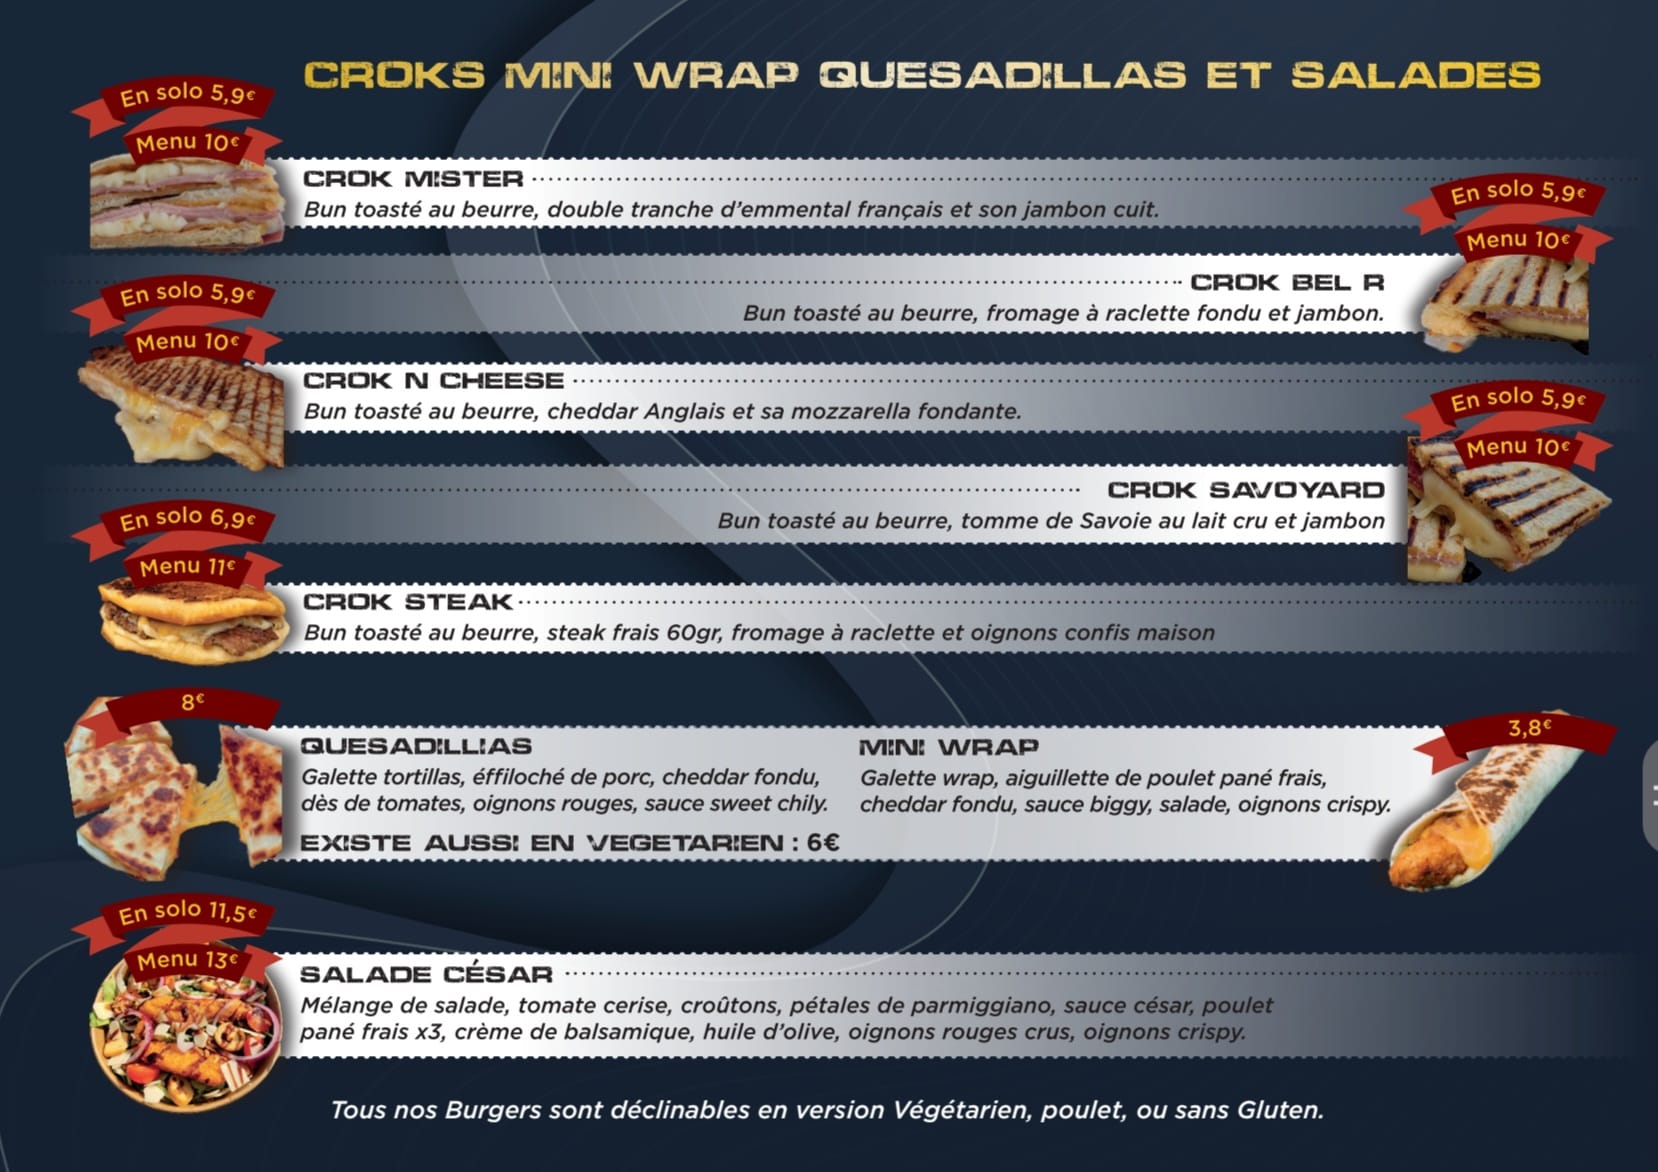 CROKS MINI WRAP QUESADILLAS ET SALADES
En solo 5,9€
Menu 10€
CROK MISTER
Bun toasté au beurre, double tranche d'emmental français et son jambon cuit.
En solo 5,9€
Menu 10€
CROK BEL R
Bun toasté au beurre, fromage à raclette fondu et jambon.
En solo 5,9€
Menu 10€
CROK N CHEESE
Bun toasté au beurre, cheddar Anglais et sa mozzarella fondante.
En solo 5,9€
Menu 10€
CROK SAVOYARD
Bun toasté au beurre, tomme de Savoie au lait cru et jambon
En solo 6,9€
Menu 11€
CROK STEAK
Bun toasté au beurre, steak frais 60gr, fromage à raclette et oignons confis maison
8€
QUESADILLIAS
Galette tortillas, éffiloché de porc, cheddar fondu,
dès de tomates, oignons rouges, sauce sweet chily.
EXISTE AUSSI EN VEGETARIEN : 6€
3,8€
MINI WRAP
Galette wrap, aiguillette de poulet pané frais,
cheddar fondu, sauce biggy, salade, oignons crispy.
En solo 11,5€
Menu 13€
SALADE CÉSAR
Mélange de salade, tomate cerise, croûtons, pétales de parmiggiano, sauce césar, poulet
pané frais x3, crème de balsamique, huile d'olive, oignons rouges crus, oignons crispy.
Tous nos Burgers sont déclinables en version Végétarien, poulet, ou sans Gluten.